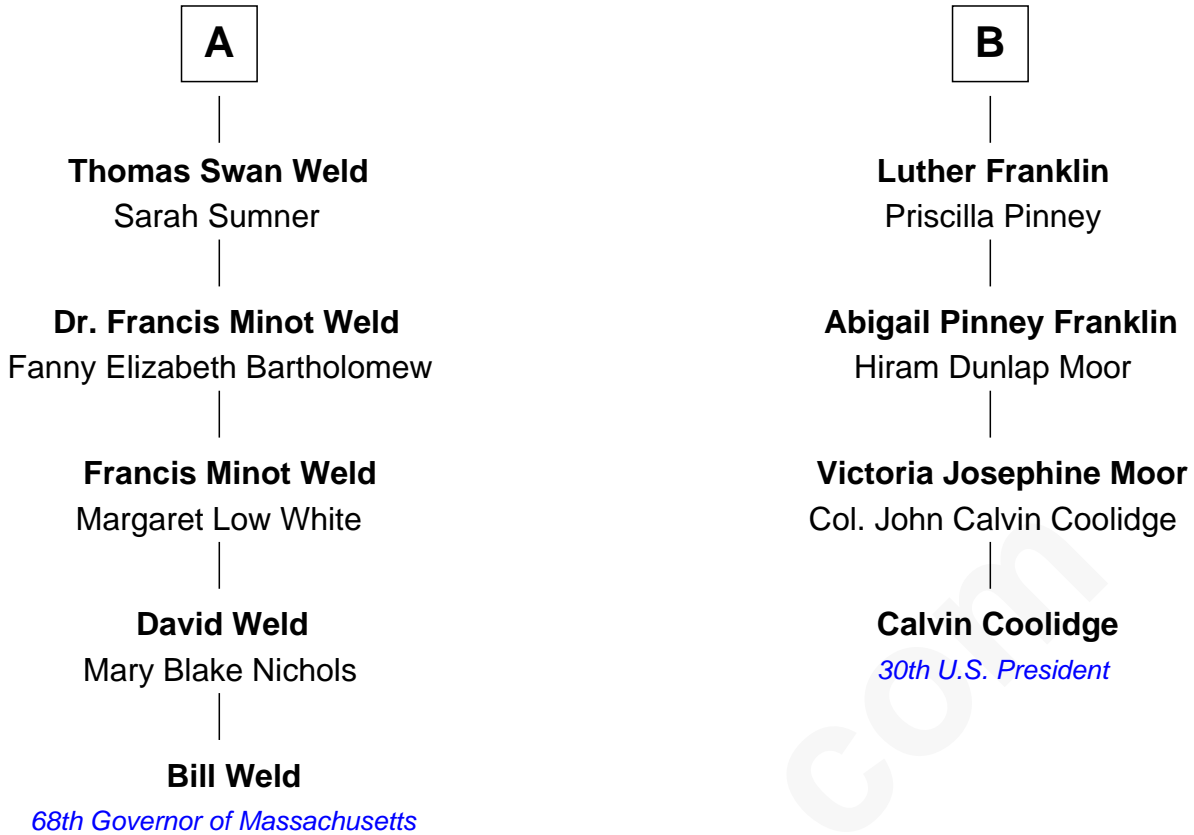 A
Thomas Swan Weld
Sarah Sumner
Dr. Francis Minot Weld
Fanny Elizabeth Bartholomew
Francis Minot Weld
Margaret Low White
David Weld
Mary Blake Nichols
Bill Weld
68th Governor of Massachusetts
B
Luther Franklin
Priscilla Pinney
Abigail Pinney Franklin
Hiram Dunlap Moor
Victoria Josephine Moor
Col. John Calvin Coolidge
Calvin Coolidge
30th U.S. President
com